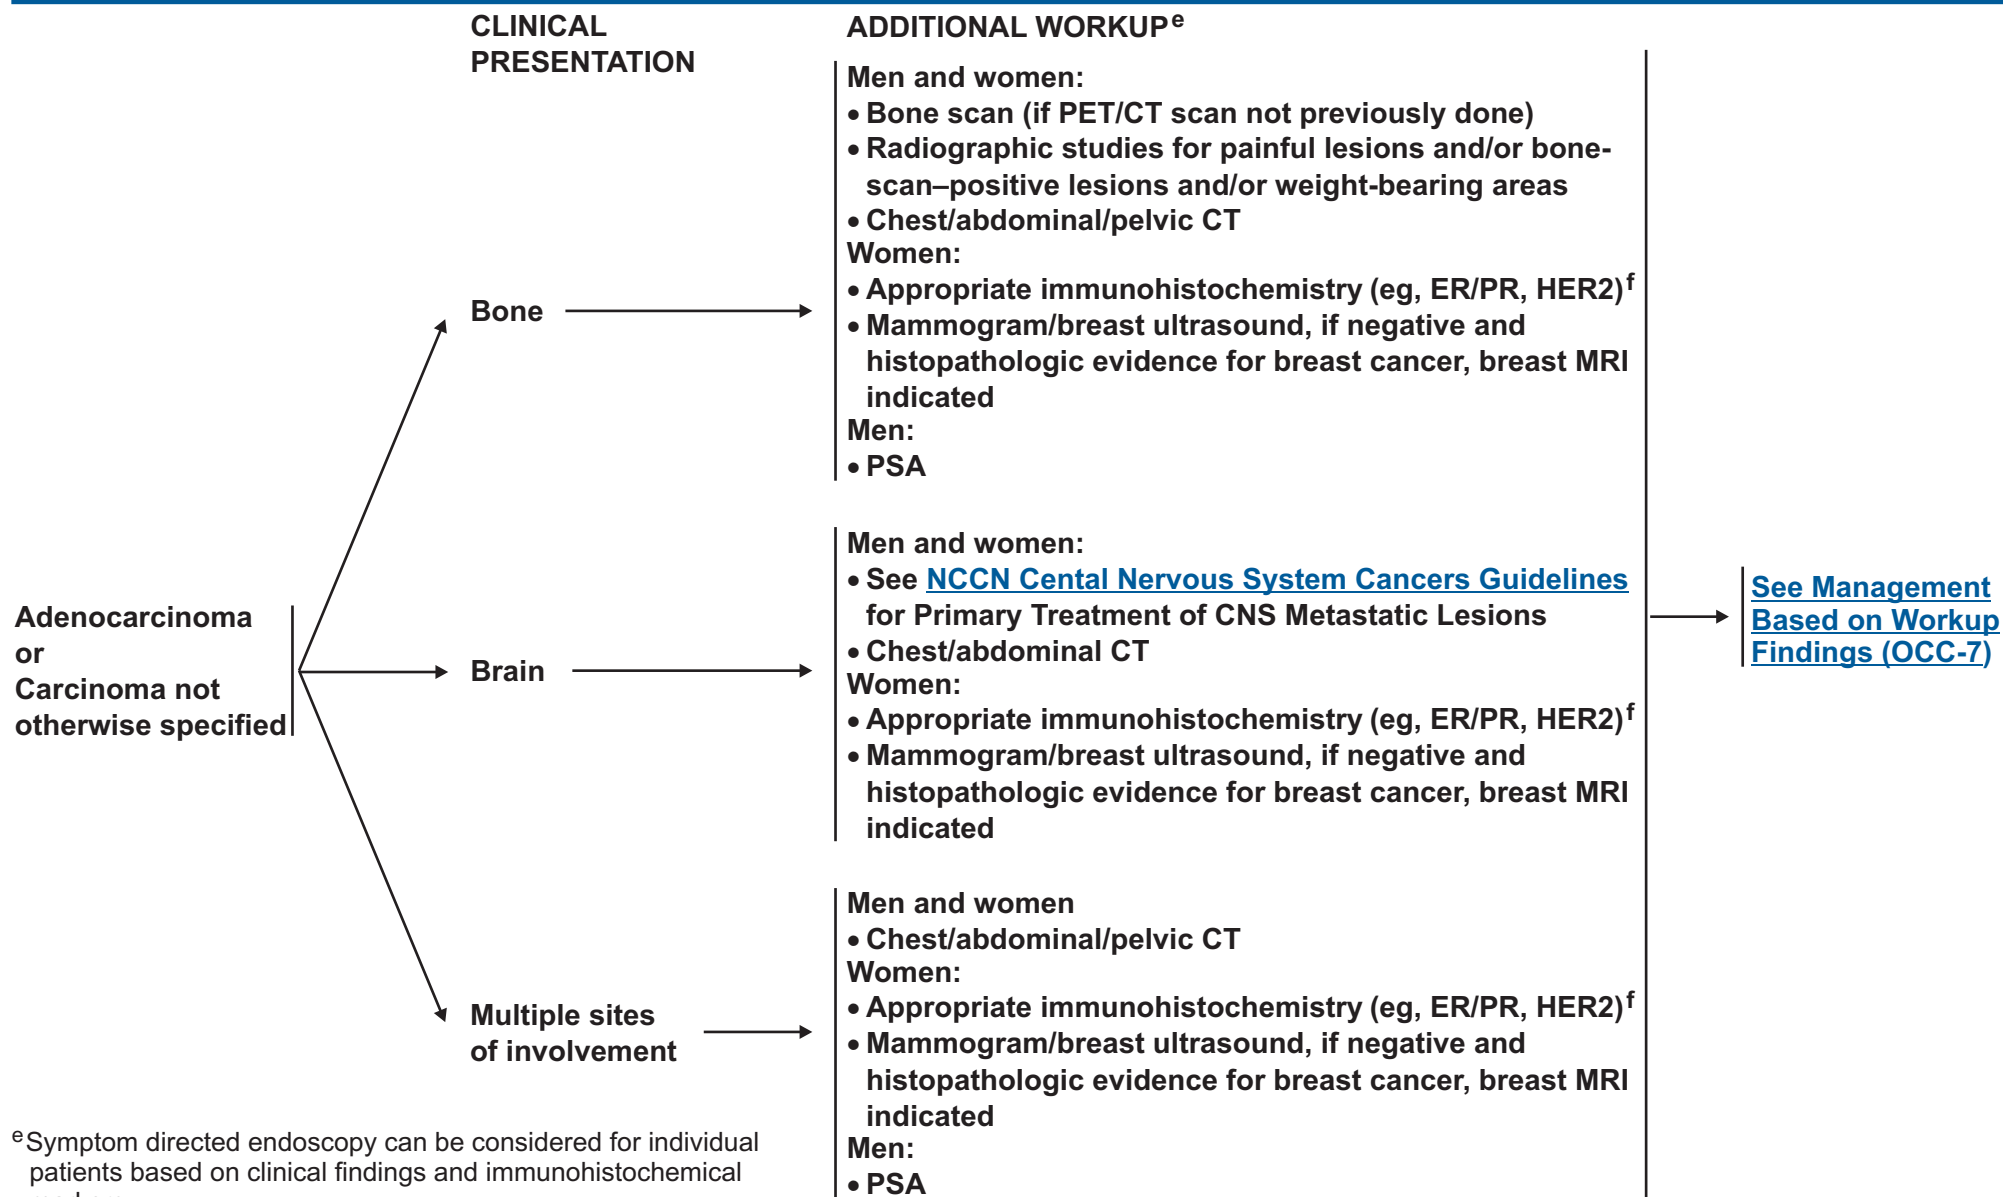 CLINICAL
PRESENTATION
ADDITIONAL WORKUPe
Adenocarcinoma
or
Carcinoma not
otherwise specified
Bone
Men and women:
• Bone scan (if PET/CT scan not previously done)
• Radiographic studies for painful lesions and/or bone-
scan–positive lesions and/or weight-bearing areas
• Chest/abdominal/pelvic CT
Women:
• Appropriate immunohistochemistry (eg, ER/PR, HER2)f
• Mammogram/breast ultrasound, if negative and
histopathologic evidence for breast cancer, breast MRI
indicated
Men:
• PSA
Brain
Men and women:
• See NCCN Cental Nervous System Cancers Guidelines
for Primary Treatment of CNS Metastatic Lesions
• Chest/abdominal CT
Women:
• Appropriate immunohistochemistry (eg, ER/PR, HER2)f
• Mammogram/breast ultrasound, if negative and
histopathologic evidence for breast cancer, breast MRI
indicated
Multiple sites
of involvement
Men and women
• Chest/abdominal/pelvic CT
Women:
• Appropriate immunohistochemistry (eg, ER/PR, HER2)f
• Mammogram/breast ultrasound, if negative and
histopathologic evidence for breast cancer, breast MRI
indicated
Men:
• PSA
See Management
Based on Workup
Findings (OCC-7)
eSymptom directed endoscopy can be considered for individual
patients based on clinical findings and immunohistochemical